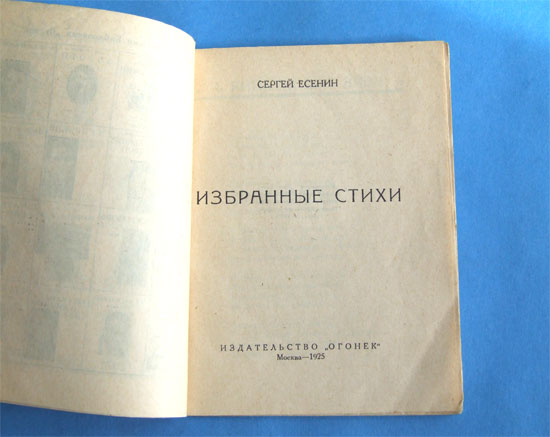 СЕРГЕЙ ЕСЕНИН
ИЗБРАННЫЕ СТИХИ
ИЗДАТЕЛЬСТВО „ОГОНЕК"
Москва—1925